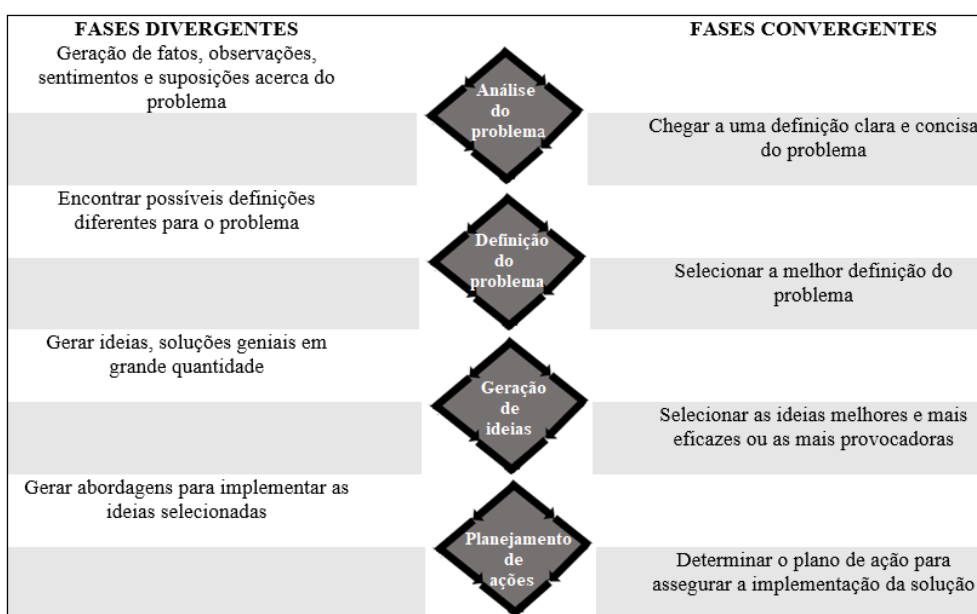 FASES DIVERGENTES
FASES CONVERGENTES
Geração de fatos, observações,
sentimentos e suposições acerca do
problema
Análise
do
problema
Chegar a uma definição clara e concisa
do problema
Encontrar possíveis definições
diferentes para o problema
Definição
do
problema
Selecionar a melhor definição do
problema
Gerar ideias, soluções geniais em
grande quantidade
Geração
de
ideias
Selecionar as ideias melhores e mais
eficazes ou as mais provocadoras
Gerar abordagens para implementar as
ideias selecionadas
Planejamento
de
ações
Determinar o plano de ação para
assegurar a implementação da solução